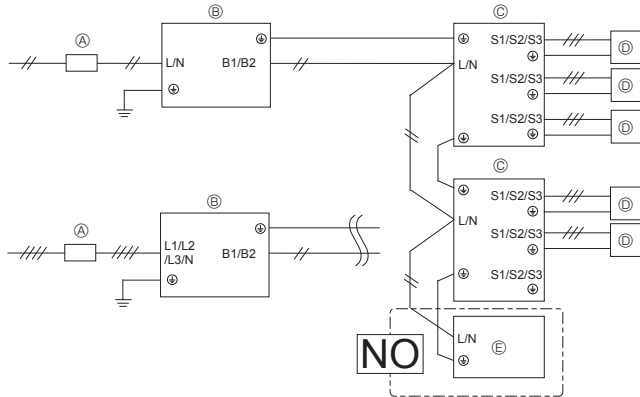 Ⓐ
Ⓑ
L/N
B1/B2
Ⓒ
L/N
S1/S2/S3
Ⓓ
S1/S2/S3
Ⓓ
S1/S2/S3
Ⓓ
Ⓒ
L/N
S1/S2/S3
Ⓓ
S1/S2/S3
Ⓓ
S1/S2/S3
Ⓐ
Ⓑ
L1/L2
/L3/N
B1/B2
NO
L/N
Ⓔ